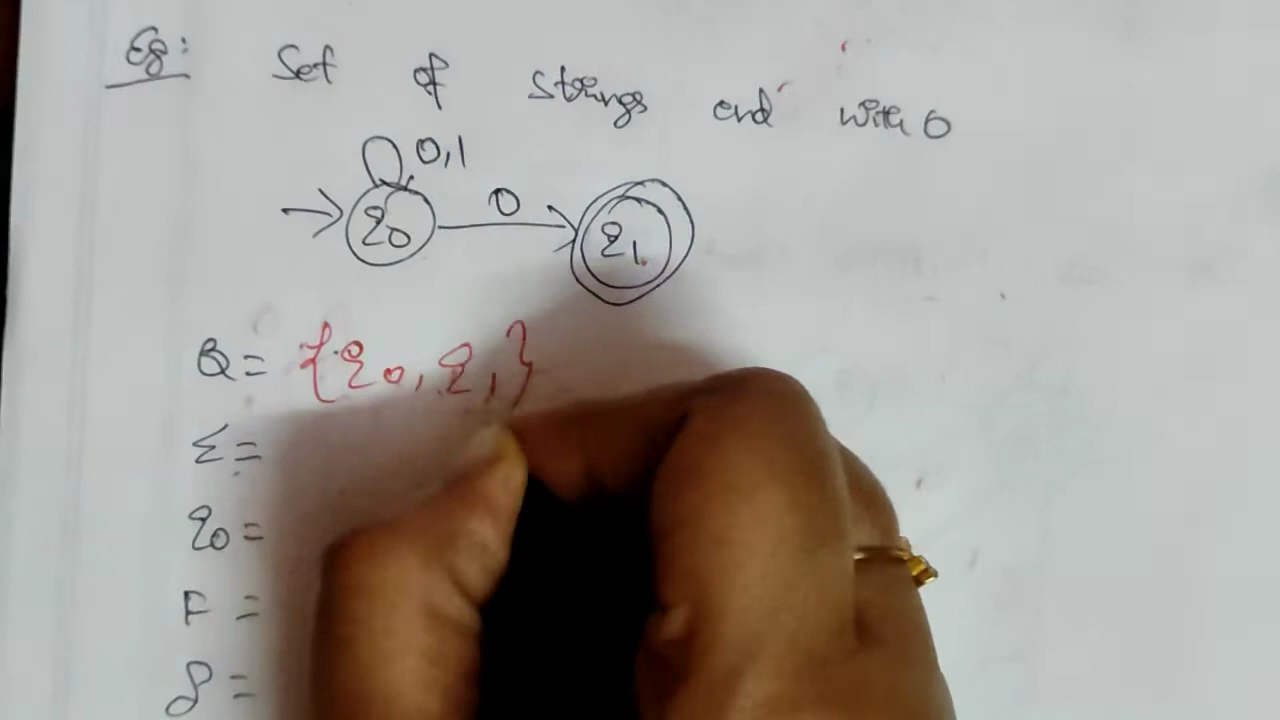 Eg: Set of strings end with 0
0,1
→ q0 0 q1
Q = {q0, q1}
Σ =
q0 =
F =
δ =